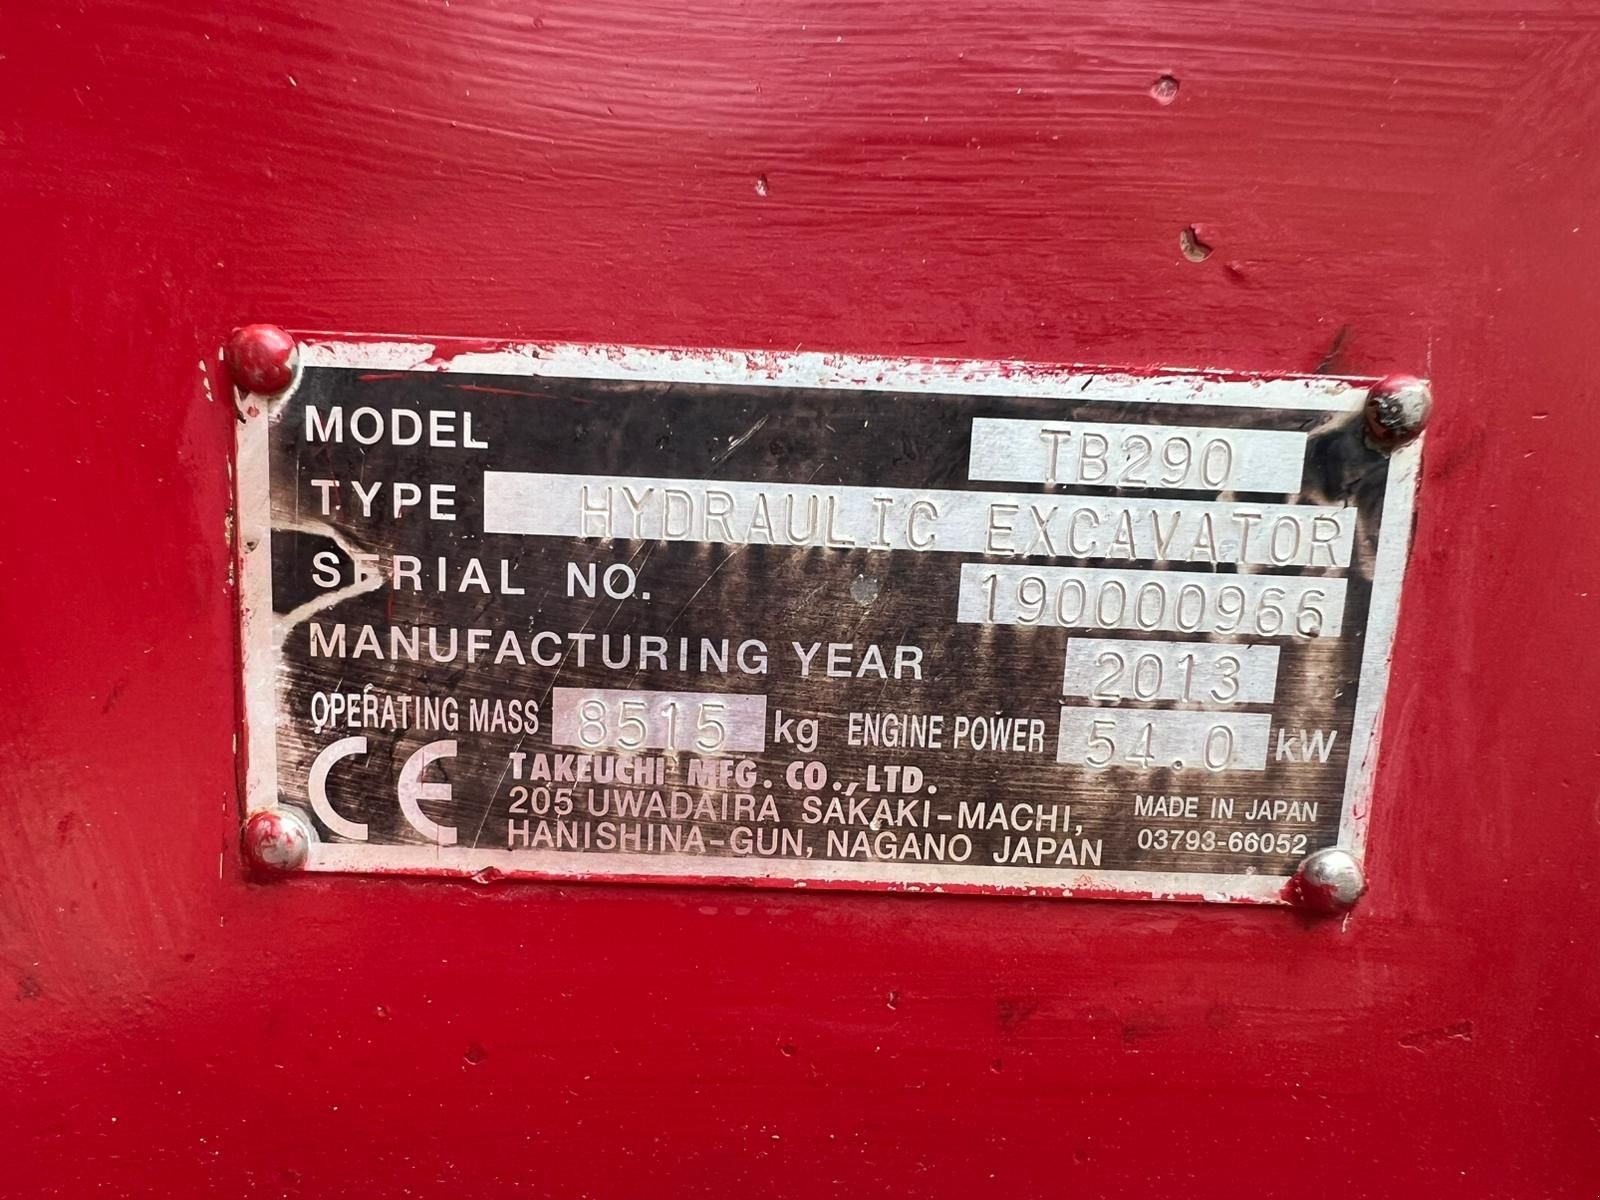 MODEL TB290
TYPE HYDRAULIC EXCAVATOR
SERIAL NO. 190000966
MANUFACTURING YEAR 2013
OPERATING MASS 8515 kg ENGINE POWER 54.0 kW
CE
TAKEUCHI MFG. CO., LTD.
205 UWADAIRA SAKAKI-MACHI,
HANISHINA-GUN, NAGANO JAPAN
MADE IN JAPAN
03793-66052